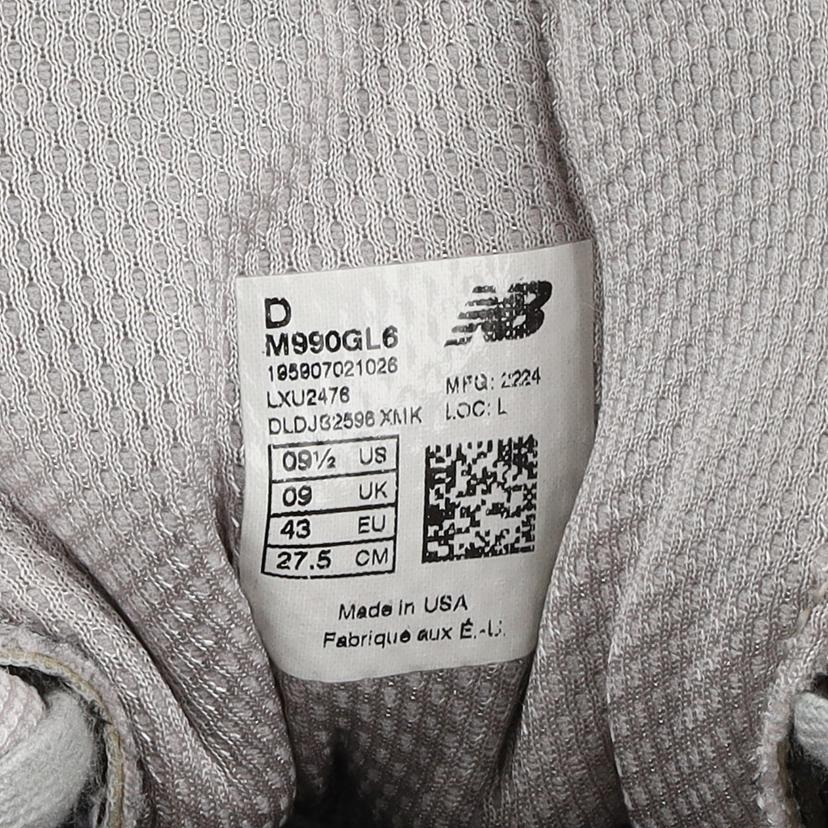 D
NB
M990GL6
195907021026
MFG: 2224
LXU2476
LOC: L
XMK
09½ US
09 UK
43 EU
27.5 CM
Made in USA
Fabriqué aux É.-U.